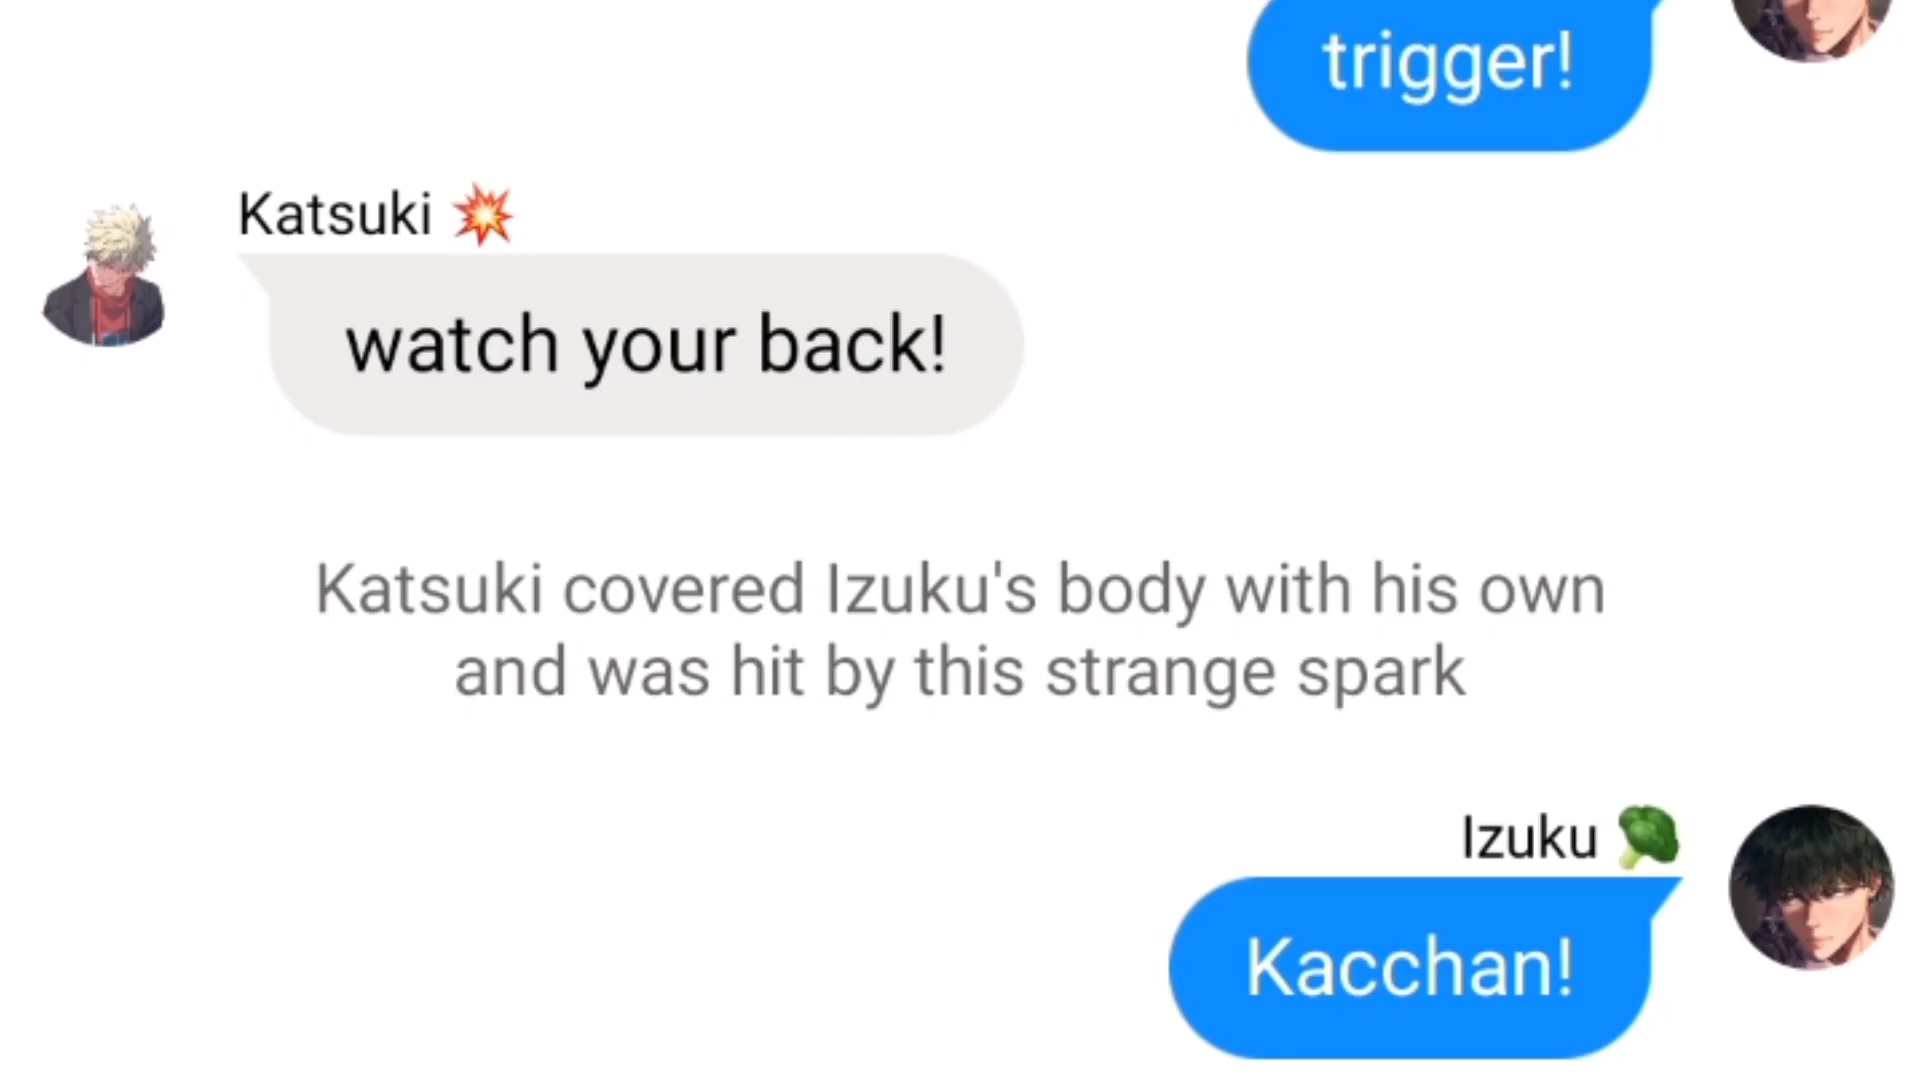 trigger!
Katsuki 💥
watch your back!
Katsuki covered Izuku's body with his own
and was hit by this strange spark
Izuku 🥦
Kacchan!